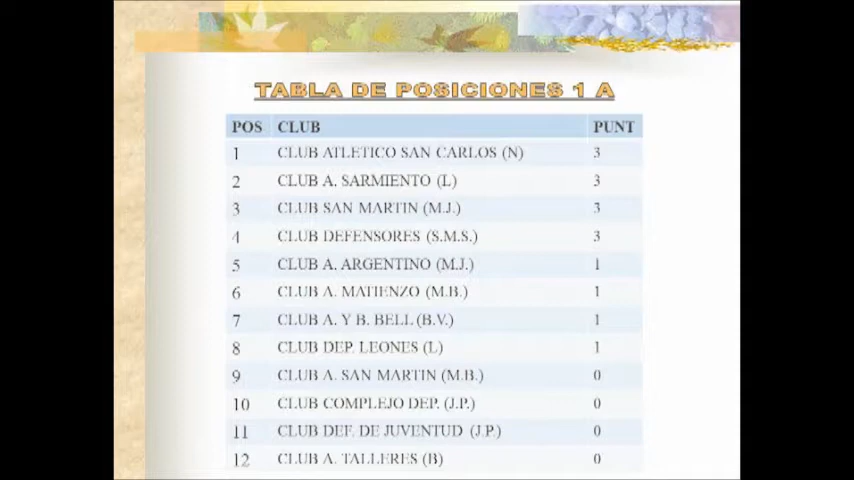 TABLA DE POSICIONES 1 A
POS CLUB PUNT
1 CLUB ATLETICO SAN CARLOS (N) 3
2 CLUB A. SARMIENTO (L) 3
3 CLUB SAN MARTIN (M.J.) 3
4 CLUB DEFENSORES (S.M.S.) 3
5 CLUB A. ARGENTINO (M.J.) 1
6 CLUB A. MATIENZO (M.B.) 1
7 CLUB A. Y B. BELL (B.V.) 1
8 CLUB DEP. LEONES (L) 1
9 CLUB A. SAN MARTIN (M.B.) 0
10 CLUB COMPLEJO DEP. (J.P.) 0
11 CLUB DEF. DE JUVENTUD (J.P.) 0
12 CLUB A. TALLERES (B) 0